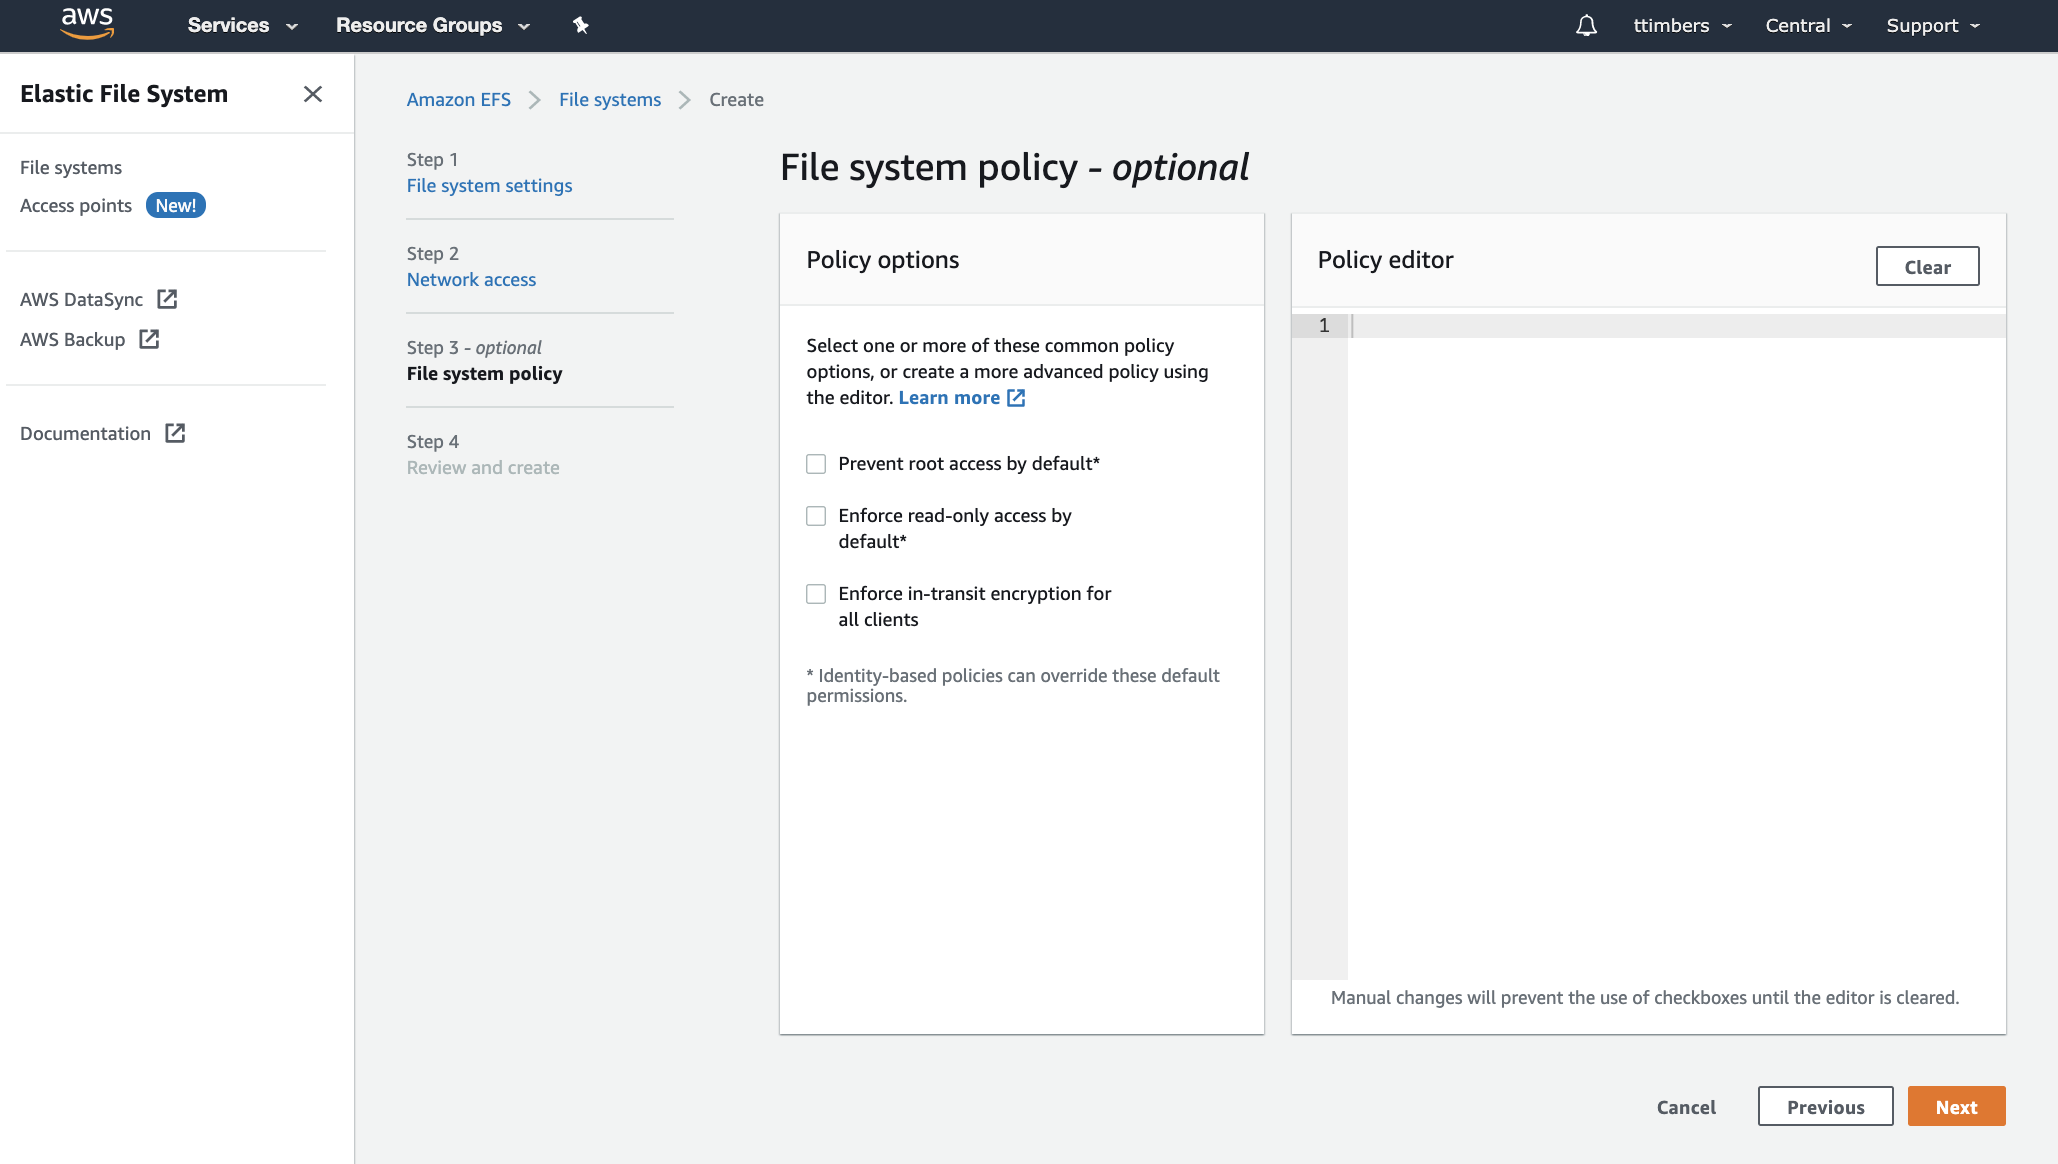 aws
Services
Resource Groups
ttimbers
Central
Support
Elastic File System
File systems
Access points New!
AWS DataSync
AWS Backup
Documentation
Amazon EFS
File systems
Create
Step 1
File system settings
Step 2
Network access
Step 3 - optional
File system policy
Step 4
Review and create
File system policy - optional
Policy options
Select one or more of these common policy
options, or create a more advanced policy using
the editor. Learn more
Prevent root access by default*
Enforce read-only access by
default*
Enforce in-transit encryption for
all clients
* Identity-based policies can override these default
permissions.
Policy editor
Clear
1
Manual changes will prevent the use of checkboxes until the editor is cleared.
Cancel
Previous
Next